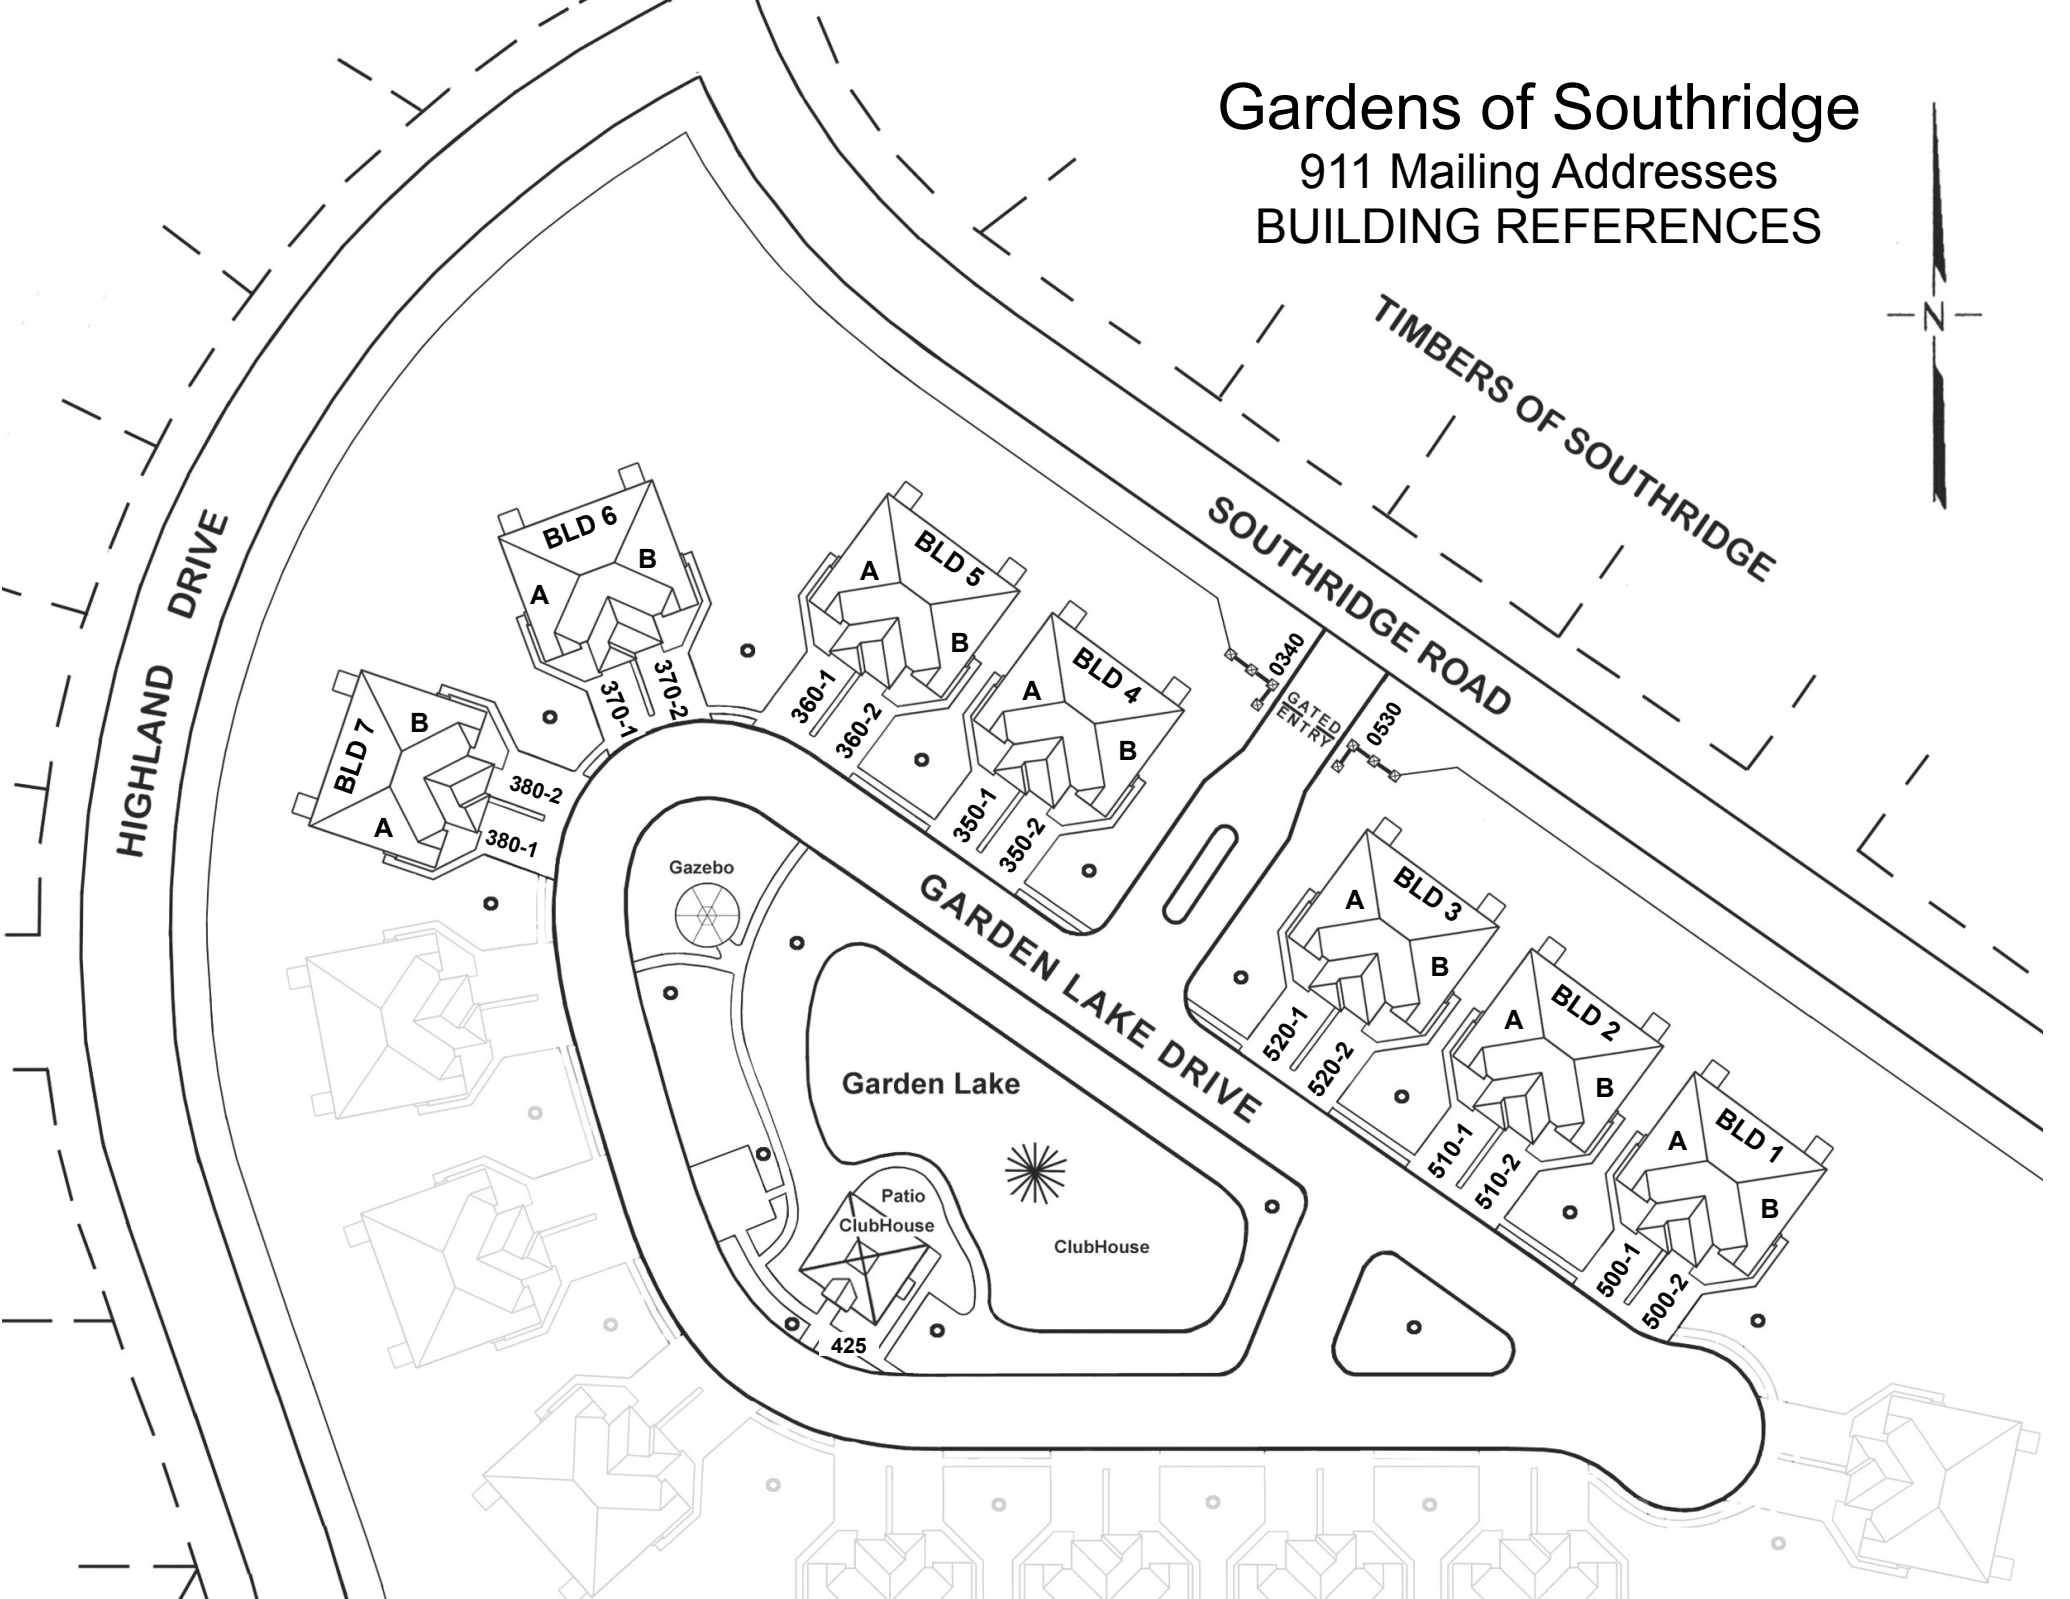 Gardens of Southridge
911 Mailing Addresses
BUILDING REFERENCES
N
TIMBERS OF SOUTHRIDGE
SOUTHRIDGE ROAD
HIGHLAND DRIVE
BLD 6
A
B
370-1
370-2
BLD 5
A
B
360-1
360-2
BLD 4
A
B
350-1
350-2
0340
GATED
ENTRY
0530
BLD 7
B
A
380-2
380-1
BLD 3
A
B
520-1
520-2
BLD 2
A
B
510-1
510-2
BLD 1
A
B
500-1
500-2
Gazebo
GARDEN LAKE DRIVE
Garden Lake
Patio
ClubHouse
ClubHouse
425